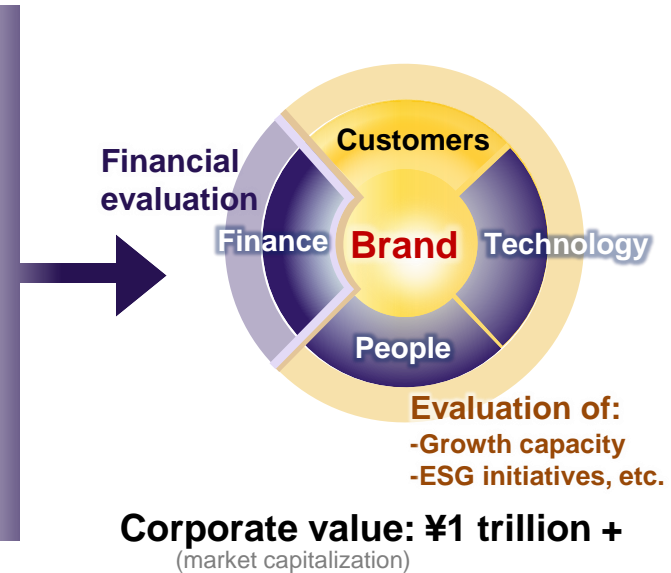 Customers
Financial
evaluation
Finance
Brand
Technology
People
Evaluation of:
-Growth capacity
-ESG initiatives, etc.
Corporate value: ¥1 trillion +
(market capitalization)